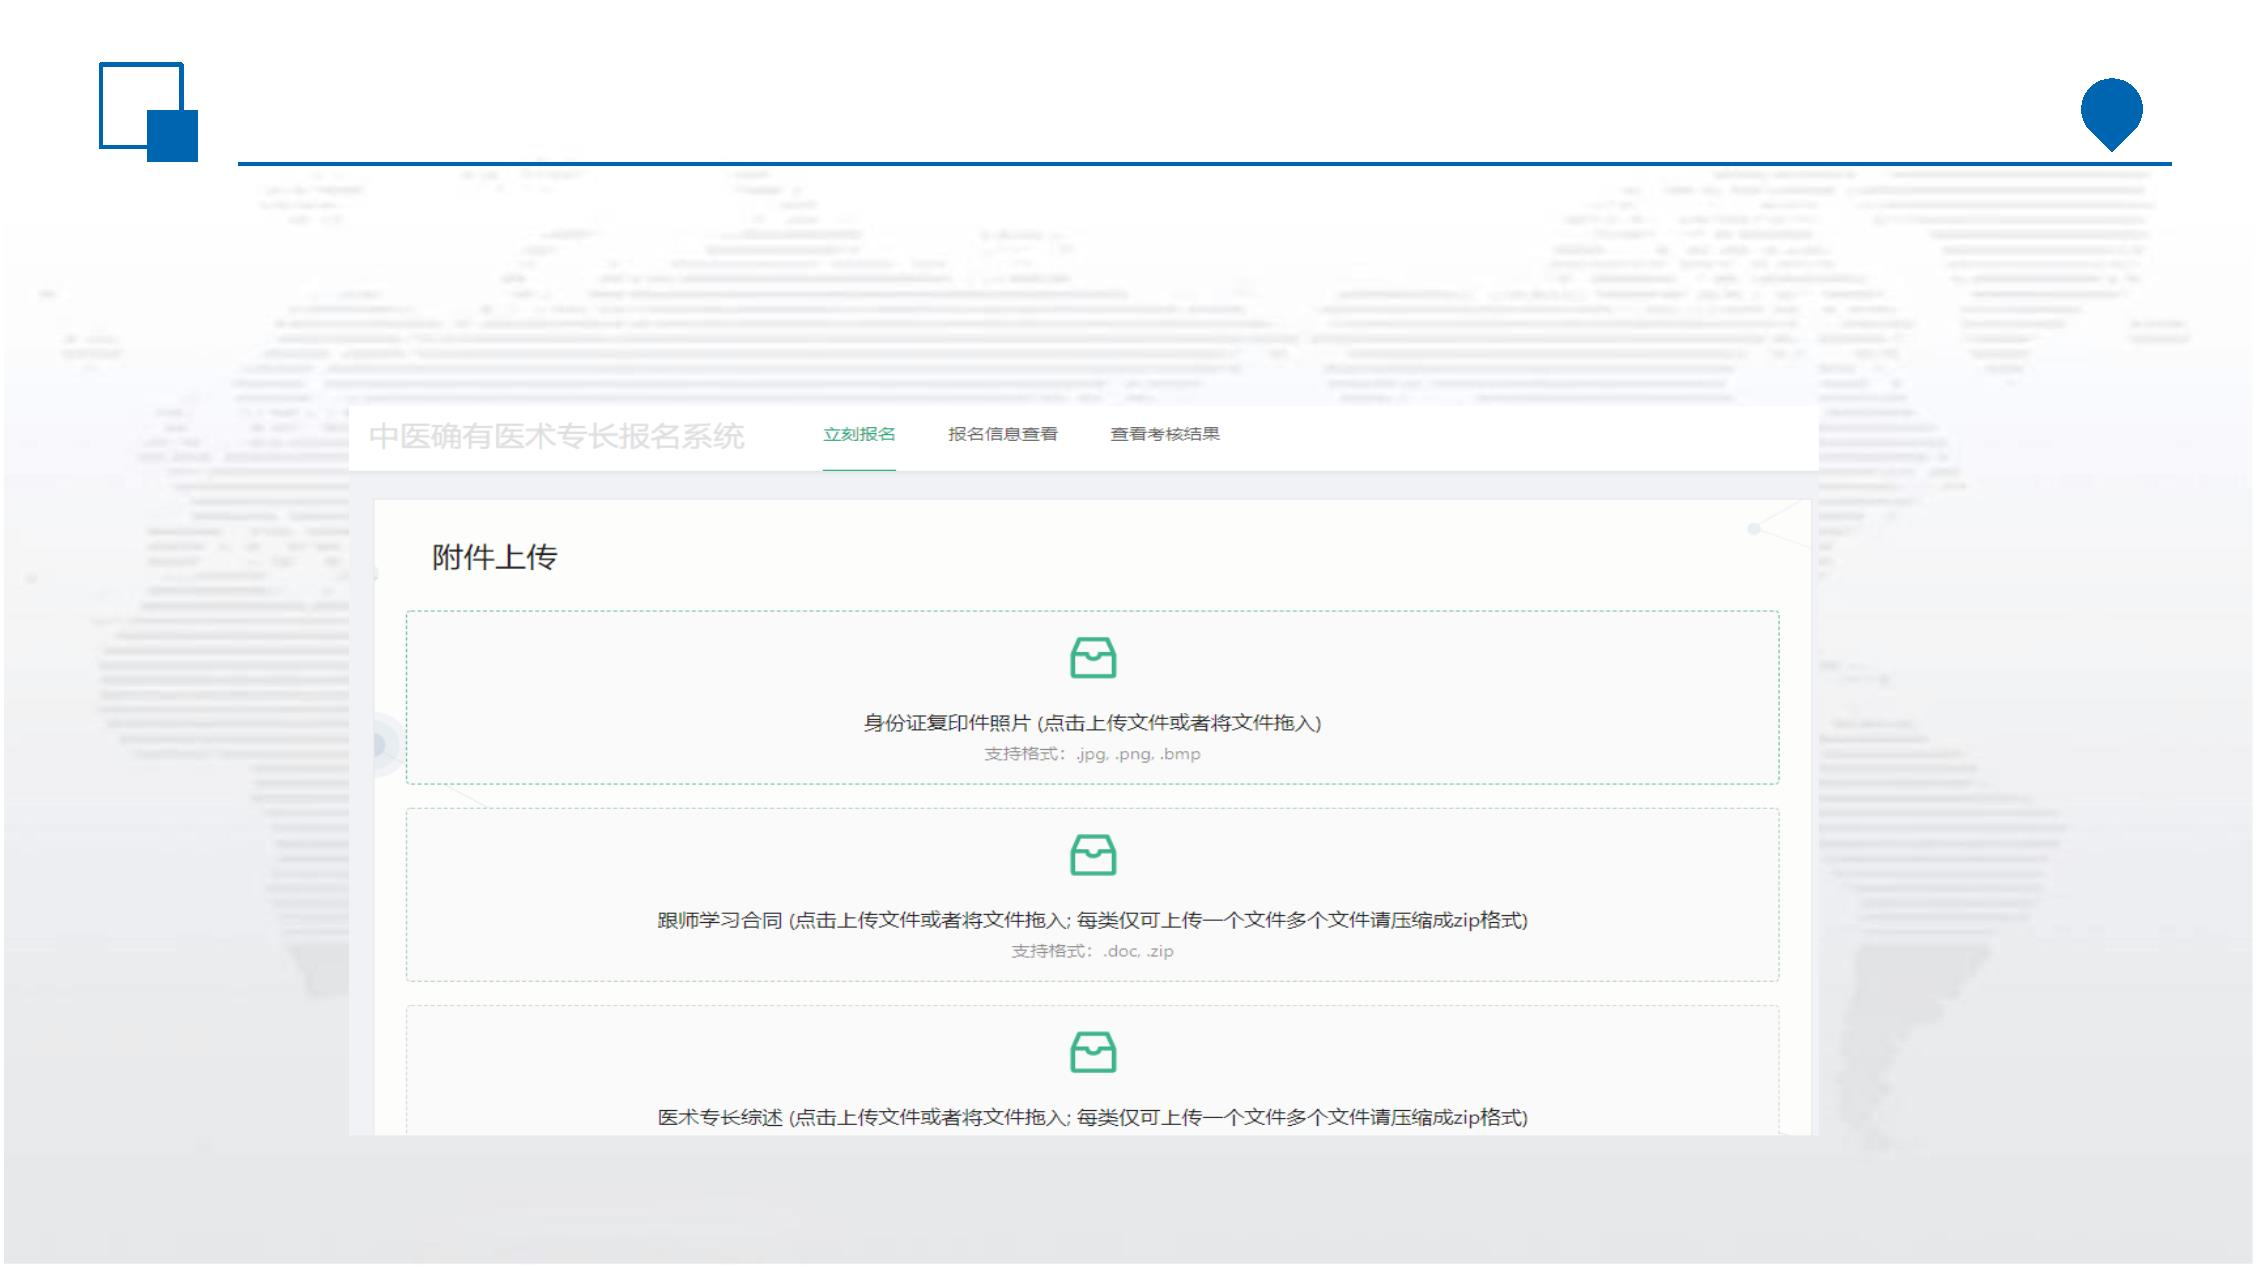 中医确有医术专长报名系统 立刻报名 报名信息查看 查看考核结果
附件上传
身份证复印件照片 (点击上传文件或者将文件拖入)
支持格式：.jpg, .png, .bmp
跟师学习合同 (点击上传文件或者将文件拖入; 每类仅可上传一个文件多个文件请压缩成zip格式)
支持格式：.doc, .zip
医术专长综述 (点击上传文件或者将文件拖入; 每类仅可上传一个文件多个文件请压缩成zip格式)